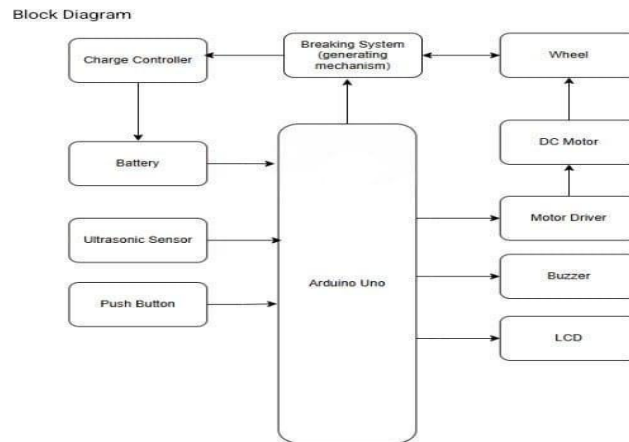 Block Diagram
Charge Controller
Breaking System
(generating
mechanism)
Wheel
DC Motor
Battery
Motor Driver
Ultrasonic Sensor
Arduino Uno
Buzzer
Push Button
LCD